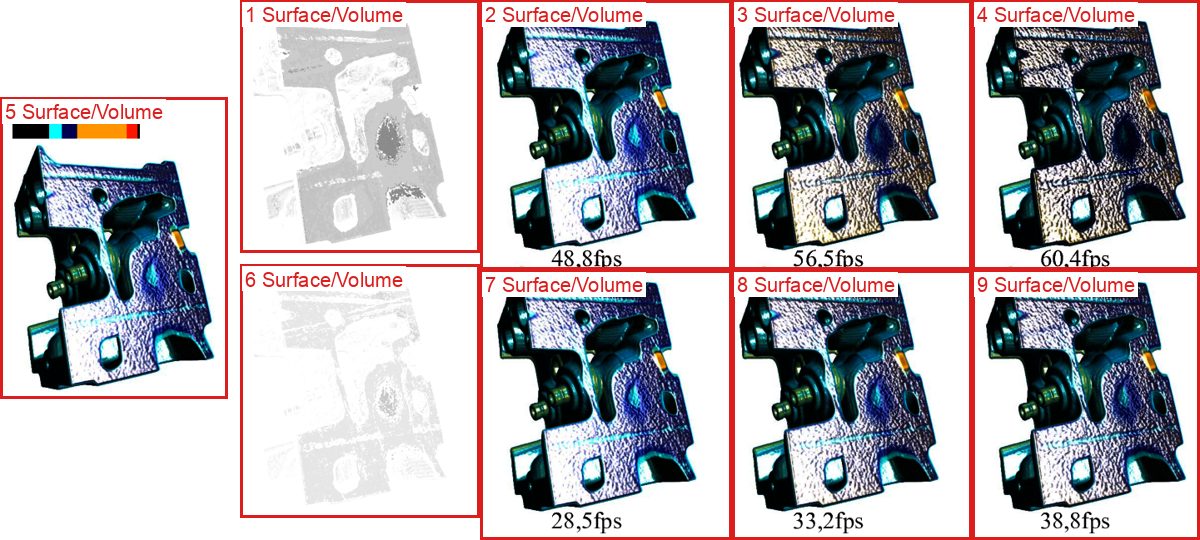 1 Surface/Volume
2 Surface/Volume
3 Surface/Volume
4 Surface/Volume
5 Surface/Volume
48,8fps
56,5fps
60,4fps
6 Surface/Volume
7 Surface/Volume
8 Surface/Volume
9 Surface/Volume
28,5fps
33,2fps
38,8fps